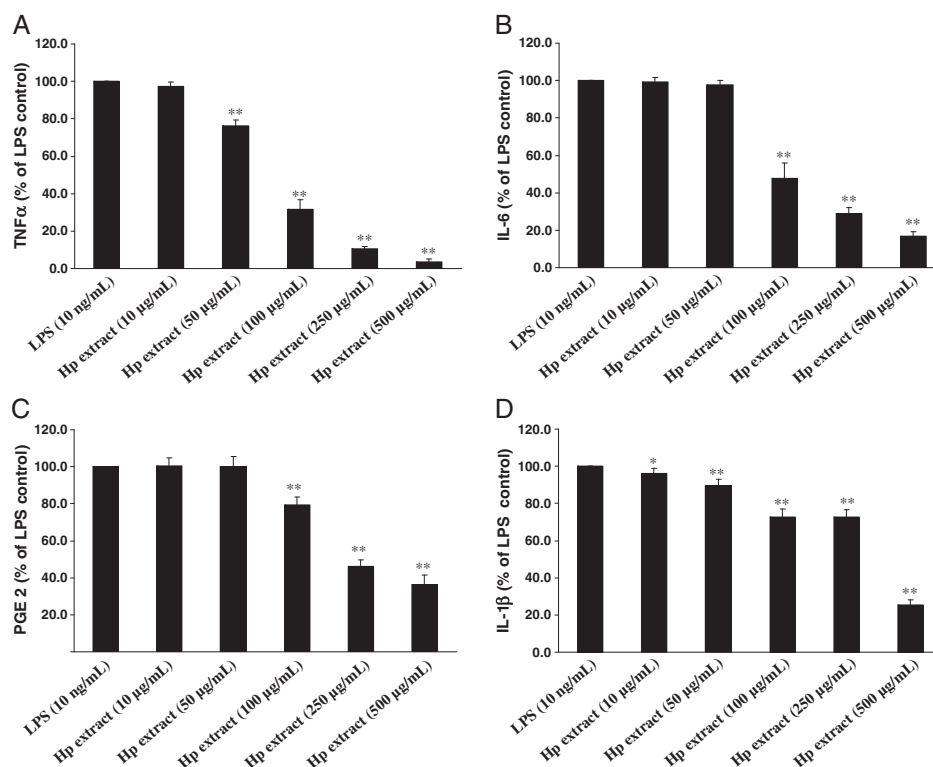 A
TNFα (% of LPS control)
120.0
100.0
80.0
60.0
40.0
20.0
0.0
**
**
**
**
LPS (10 ng/mL)
Hp extract (10 µg/mL)
Hp extract (50 µg/mL)
Hp extract (100 µg/mL)
Hp extract (250 µg/mL)
Hp extract (500 µg/mL)
B
IL-6 (% of LPS control)
120.0
100.0
80.0
60.0
40.0
20.0
0.0
**
**
**
LPS (10 ng/mL)
Hp extract (10 µg/mL)
Hp extract (50 µg/mL)
Hp extract (100 µg/mL)
Hp extract (250 µg/mL)
Hp extract (500 µg/mL)
C
PGE 2 (% of LPS control)
120.0
100.0
80.0
60.0
40.0
20.0
**
**
**
LPS (10 ng/mL)
Hp extract (10 µg/mL)
Hp extract (50 µg/mL)
Hp extract (100 µg/mL)
Hp extract (250 µg/mL)
Hp extract (500 µg/mL)
D
IL-1β (% of LPS control)
120.0
100.0
80.0
60.0
40.0
20.0
0.0
*
**
**
**
**
LPS (10 ng/mL)
Hp extract (10 µg/mL)
Hp extract (50 µg/mL)
Hp extract (100 µg/mL)
Hp extract (250 µg/mL)
Hp extract (500 µg/mL)